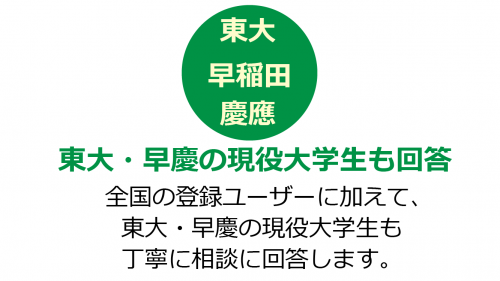 東大
早稲田
慶應
東大・早慶の現役大学生も回答
全国の登録ユーザーに加えて、
東大・早慶の現役大学生も
丁寧に相談に回答します。